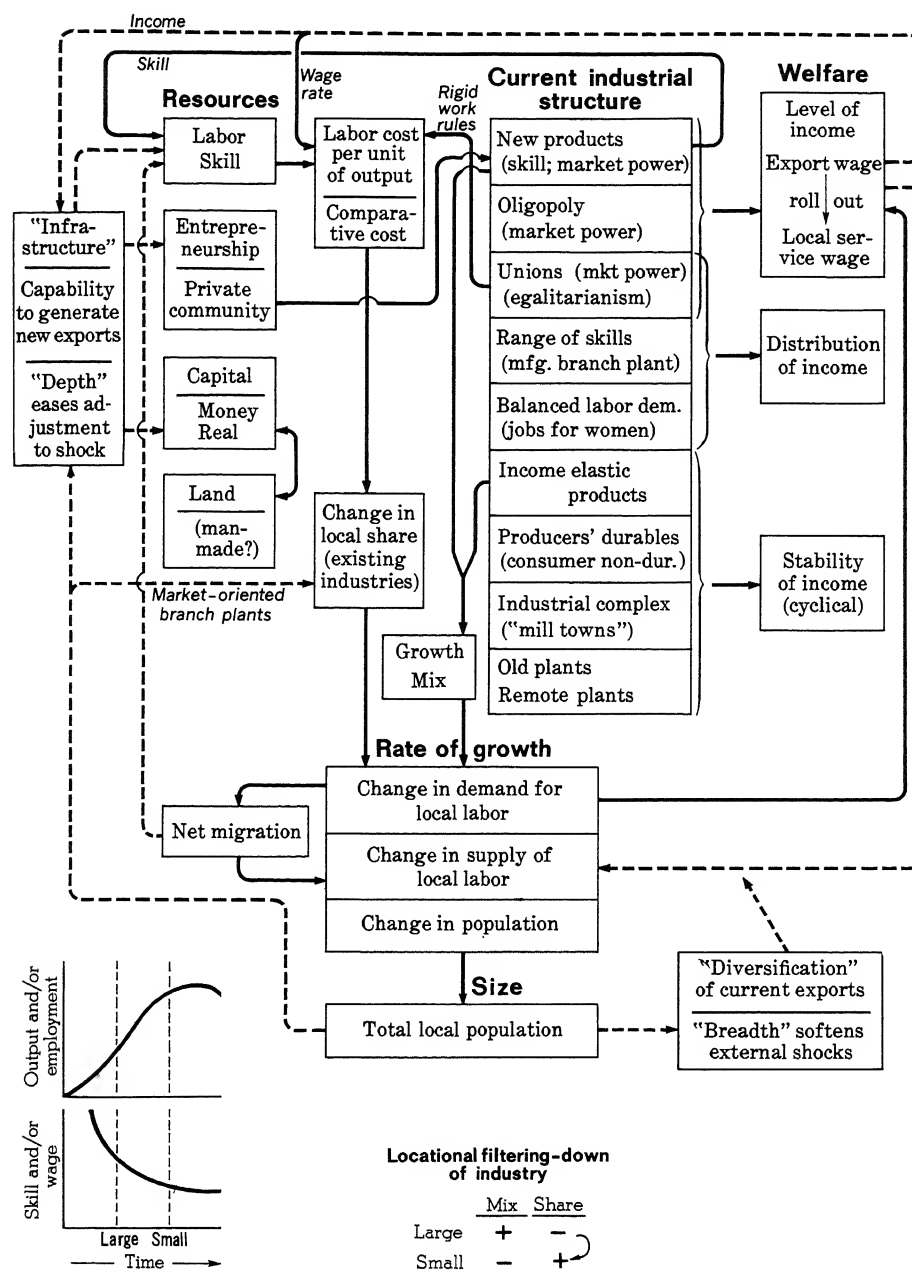 Income
Skill
Wage
rate
Rigid
work
rules
Resources
Labor
Skill
Entrepre-
neurship
Private
community
Capital
Money
Real
Land
(man-
made?)
"Infra-
structure"
Capability
to generate
new exports
"Depth"
eases ad-
justment
to shock
Labor cost
per unit
of output
Compara-
tive cost
Change in
local share
(existing
industries)
Market-oriented
branch plants
Current industrial
structure
New products
(skill; market power)
Oligopoly
(market power)
Unions (mkt power)
(egalitarianism)
Range of skills
(mfg. branch plant)
Balanced labor dem.
(jobs for women)
Income elastic
products
Producers' durables
(consumer non-dur.)
Industrial complex
("mill towns")
Old plants
Remote plants
Welfare
Level of
income
Export wage
roll out
Local ser-
vice wage
Distribution
of income
Stability
of income
(cyclical)
Growth
Mix
Rate of growth
Change in demand for
local labor
Change in supply of
local labor
Change in population
Net migration
Size
Total local population
"Diversification"
of current exports
"Breadth" softens
external shocks
Output and/or
employment
Skill and/or
wage
Large Small
Time
Locational filtering-down
of industry
Mix Share
Large + −
Small − +